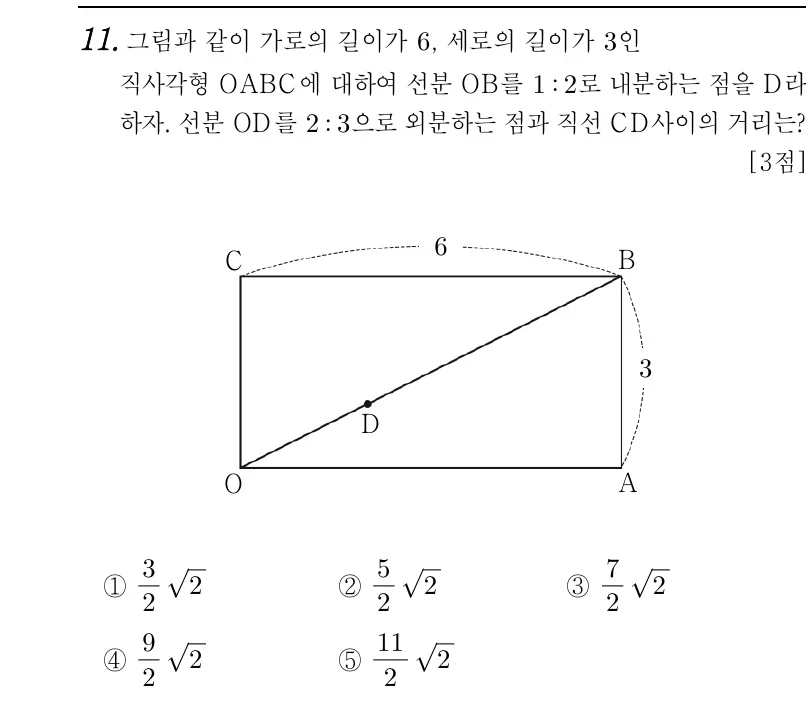 11. 그림과 같이 가로의 길이가 6, 세로의 길이가 3인
직사각형 OABC에 대하여 선분 OB를 1 : 2로 내분하는 점을 D라
하자. 선분 OD를 2 : 3으로 외분하는 점과 직선 CD사이의 거리는?
[3점]
6
C
B
3
D
O
A
① 3/2 √2 ② 5/2 √2 ③ 7/2 √2
④ 9/2 √2 ⑤ 11/2 √2